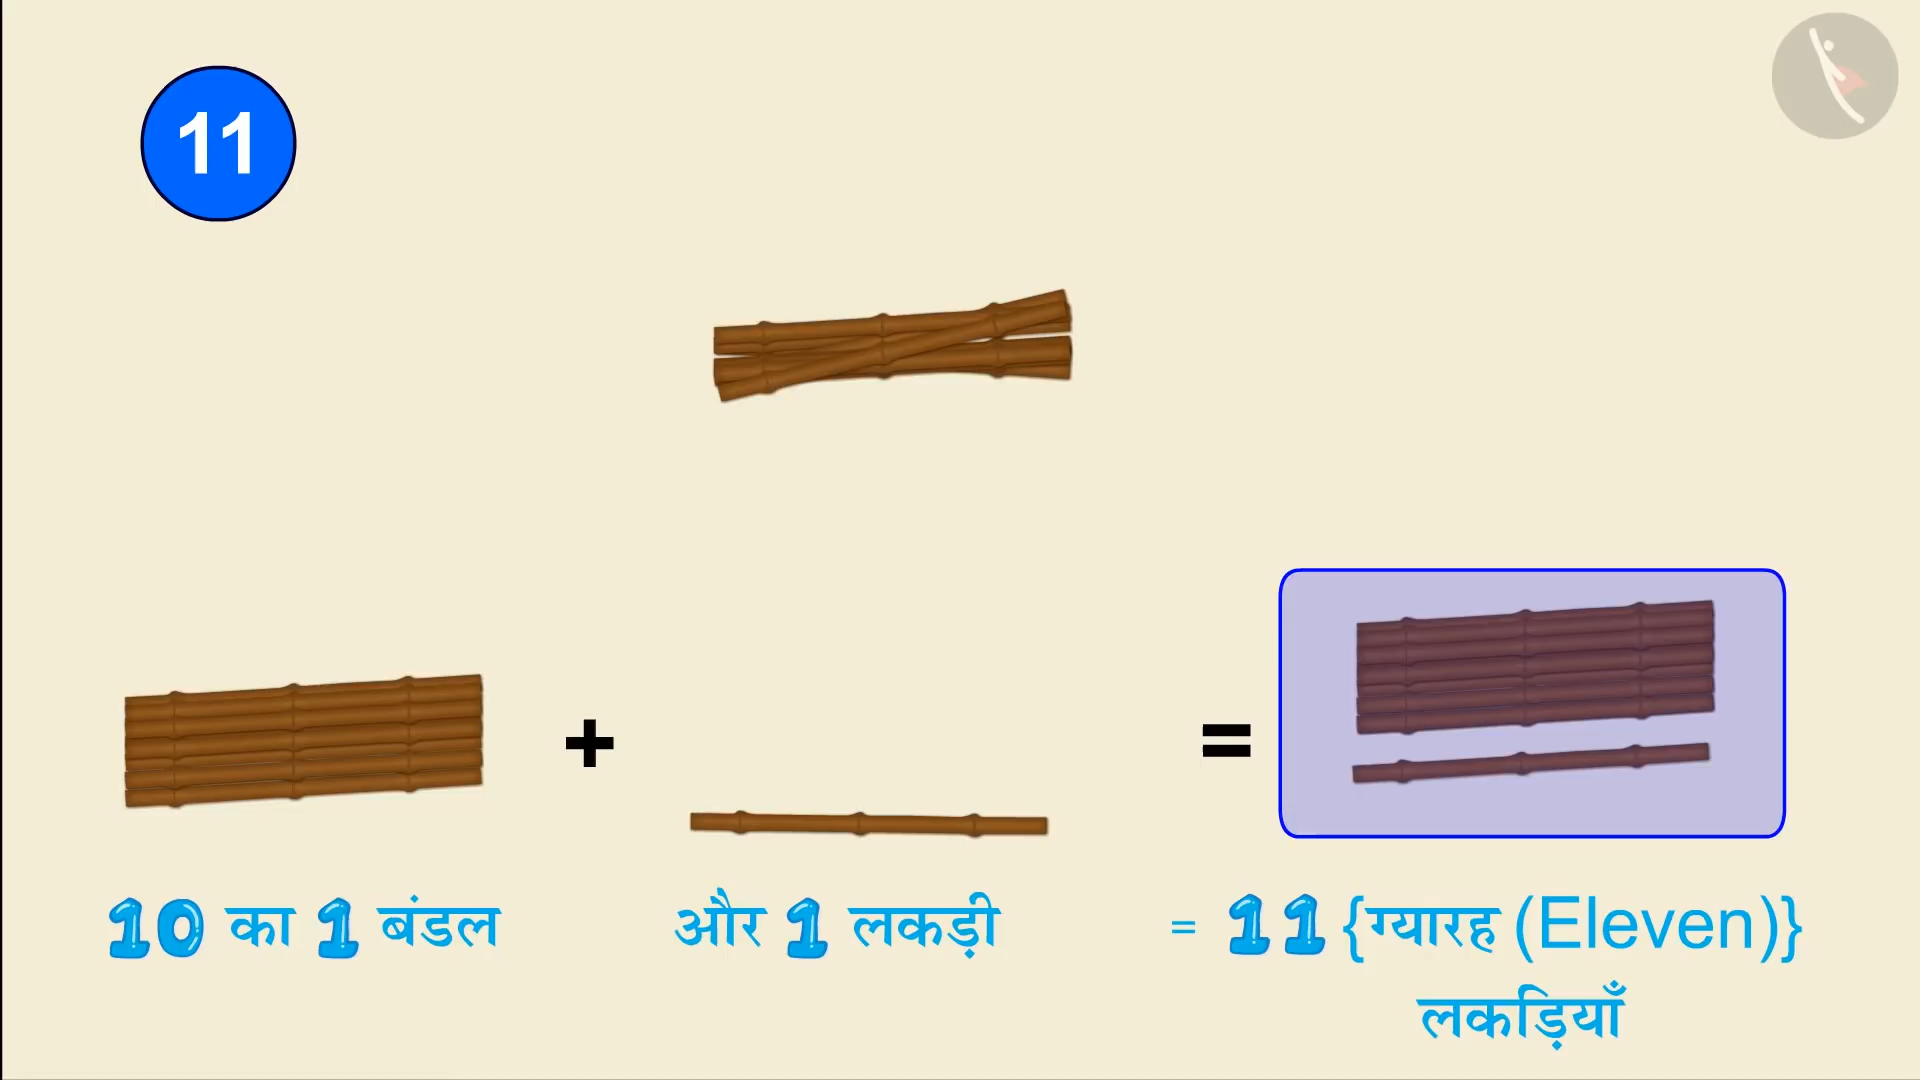 11
+ =
10 का 1 बंडल और 1 लकड़ी = 11 {ग्यारह (Eleven)}
लकड़ियाँ